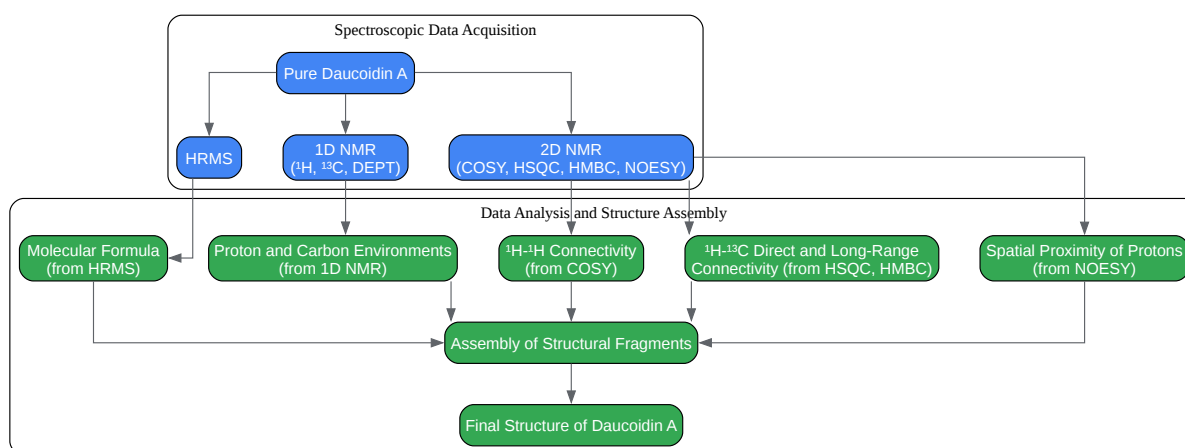 Spectroscopic Data Acquisition
Pure Daucoidin A
HRMS
1D NMR
(¹H, ¹³C, DEPT)
2D NMR
(COSY, HSQC, HMBC, NOESY)
Data Analysis and Structure Assembly
Molecular Formula
(from HRMS)
Proton and Carbon Environments
(from 1D NMR)
¹H-¹H Connectivity
(from COSY)
¹H-¹³C Direct and Long-Range
Connectivity (from HSQC, HMBC)
Spatial Proximity of Protons
(from NOESY)
Assembly of Structural Fragments
Final Structure of Daucoidin A